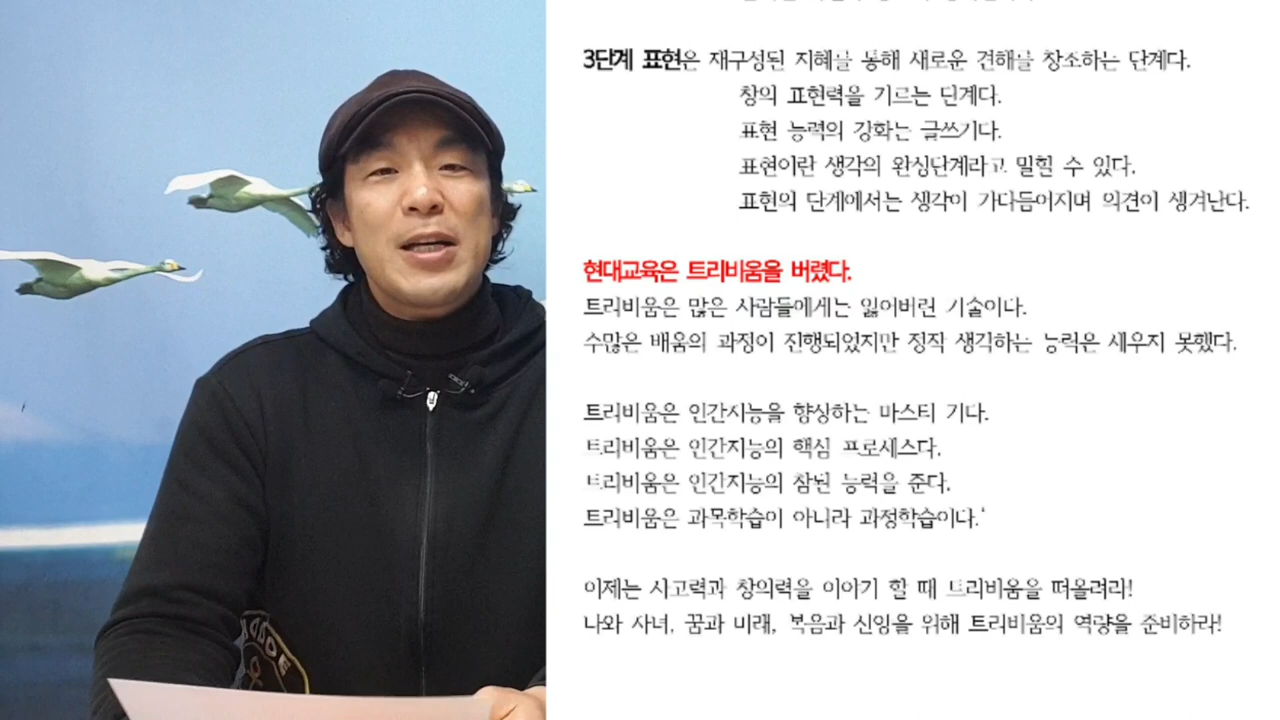 3단계 표현은 재구성된 지혜를 통해 새로운 견해를 창조하는 단계다.
창의 표현력을 기르는 단계다.
표현 능력의 강화는 글쓰기다.
표현이란 생각의 완성단계라고 말할 수 있다.
표현의 단계에서는 생각이 가다듬어지며 의견이 생겨난다.
현대교육은 트리비움을 버렸다.
트리비움은 많은 사람들에게는 잃어버린 기술이다.
수많은 배움의 과정이 진행되었지만 정작 생각하는 능력은 세우지 못했다.
트리비움은 인간지능을 향상하는 마스터 키다.
트리비움은 인간지능의 핵심 프로세스다.
트리비움은 인간지능의 참된 능력을 준다.
트리비움은 과목학습이 아니라 과정학습이다.
이제는 사고력과 창의력을 이야기 할 때 트리비움을 떠올려라!
나와 자녀, 꿈과 미래, 복음과 신앙을 위해 트리비움의 역량을 준비하라!